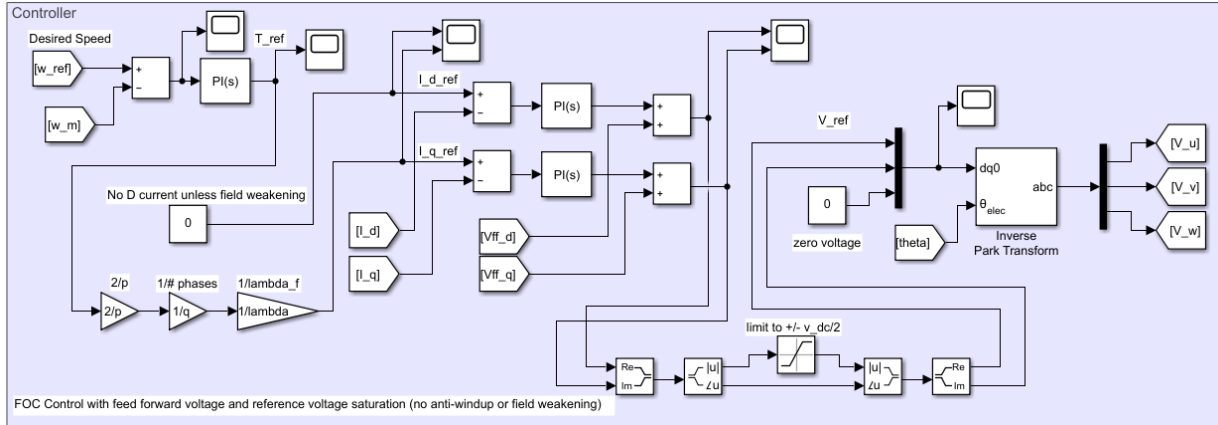 Controller
Desired Speed
[w_ref]
+
−
PI(s)
T_ref
[w_m]
I_d_ref
+
−
PI(s)
+
+
I_q_ref
+
−
PI(s)
+
+
No D current unless field weakening
0
[I_d]
[I_q]
[Vff_d]
[Vff_q]
V_ref
0
zero voltage
[theta]
dq0
θelec
abc
Inverse
Park Transform
[V_u]
[V_v]
[V_w]
2/p
1/# phases
1/lambda_f
2/p
1/q
1/lambda
limit to +/- v_dc/2
Re
Im
|u|
∠u
|u|
∠u
Re
Im
FOC Control with feed forward voltage and reference voltage saturation (no anti-windup or field weakening)